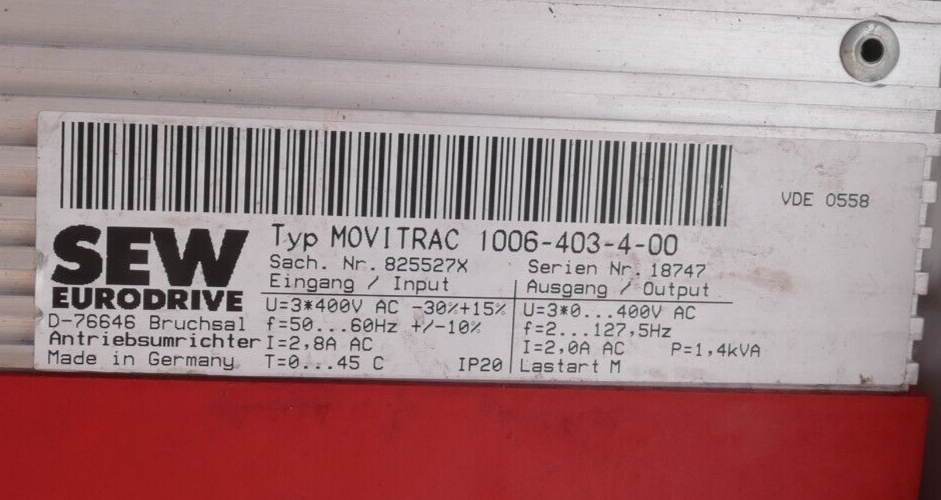 VDE 0558
SEW
EURODRIVE
D-76646 Bruchsal
Antriebsumrichter
Made in Germany
Typ MOVITRAC 1006-403-4-00
Sach. Nr. 825527X
Serien Nr. 18747
Eingang / Input
U=3*400V AC -30%+15%
f=50...60Hz +/-10%
I=2,8A AC
T=0...45 C IP20
Ausgang / Output
U=3*0...400V AC
f=2...127,5Hz
I=2,0A AC P=1,4kVA
Lastart M